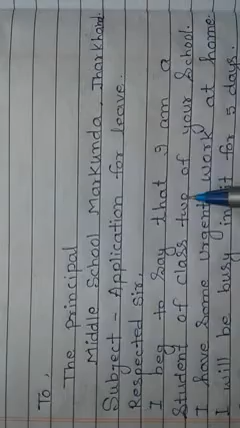 To,
The Principal
Middle School Markunda, Jharkhand
Subject - Application for leave.
Respected Sir,
I beg to say that I am a
Student of class two of your School.
I have some urgent work at home.
I will be busy in it for 5 days.